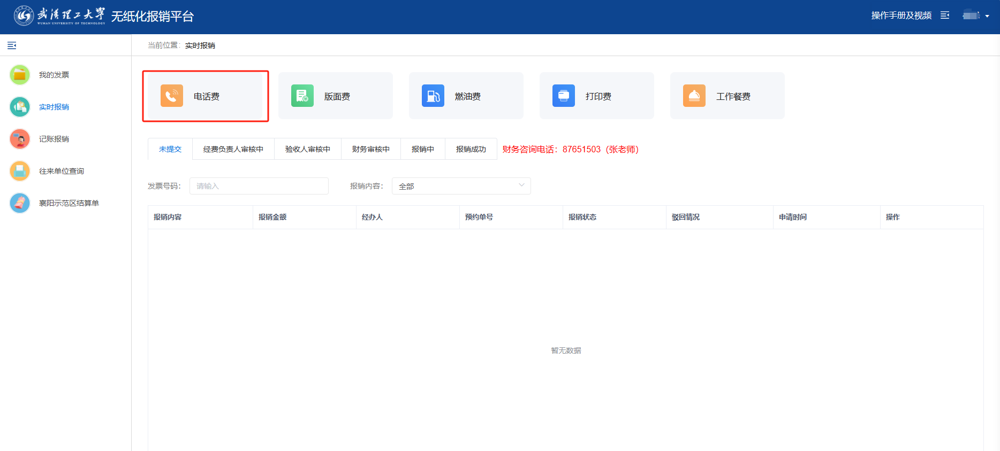 武汉理工大学
WUHAN UNIVERSITY OF TECHNOLOGY
无纸化报销平台
操作手册及视频
当前位置：实时报销
我的发票
实时报销
记账报销
往来单位查询
襄阳示范区结算单
电话费 版面费 燃油费 打印费 工作餐费
未提交 经费负责人审核中 验收人审核中 财务审核中 报销中 报销成功 财务咨询电话：87651503（张老师）
发票号码： 请输入 报销内容： 全部
报销内容 报销金额 经办人 预约单号 报销状态 驳回情况 申请时间 操作
暂无数据